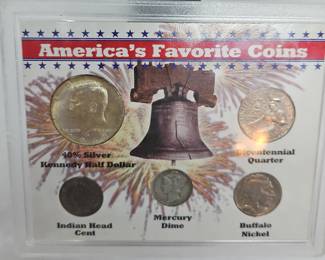 America's Favorite Coins
40% Silver
Kennedy Half Dollar
Bicentennial
Quarter
Indian Head
Cent
Mercury
Dime
Buffalo
Nickel